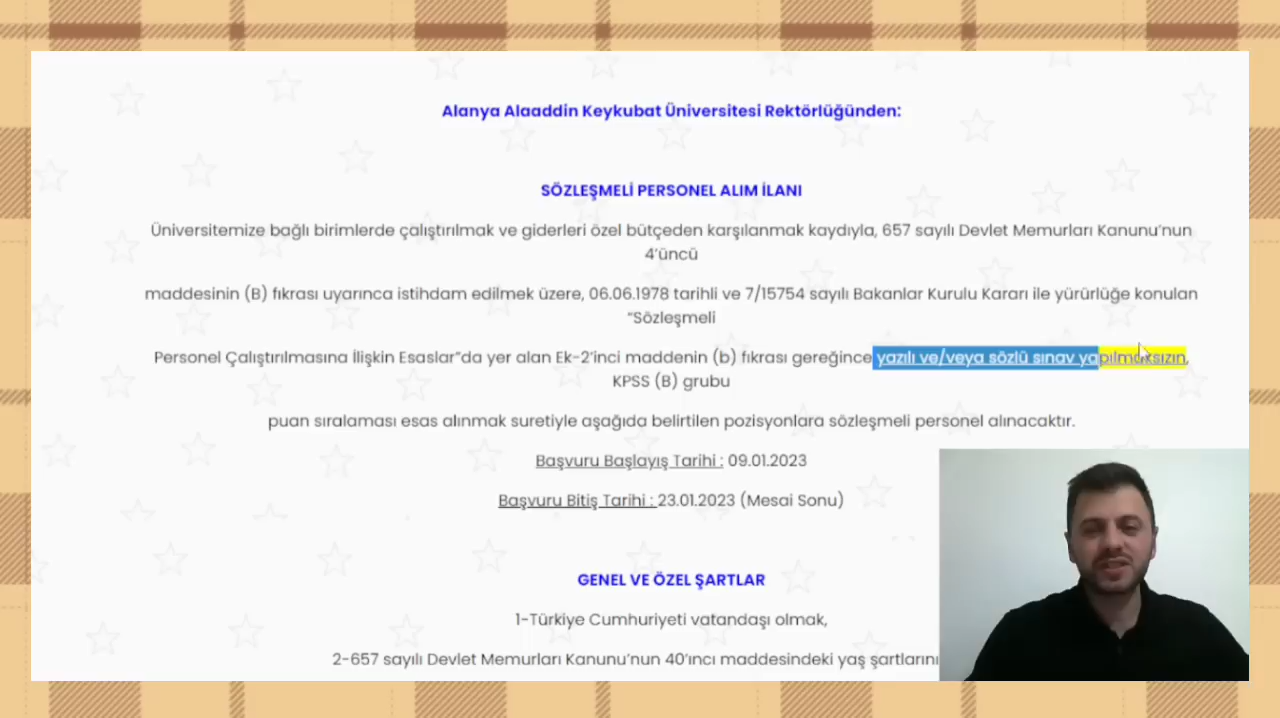 Alanya Alaaddin Keykubat Üniversitesi Rektörlüğünden:
SÖZLEŞMELİ PERSONEL ALIM İLANI
Üniversitemize bağlı birimlerde çalıştırılmak ve giderleri özel bütçeden karşılanmak kaydıyla, 657 sayılı Devlet Memurları Kanunu’nun
4’üncü
maddesinin (B) fıkrası uyarınca istihdam edilmek üzere, 06.06.1978 tarihli ve 7/15754 sayılı Bakanlar Kurulu Kararı ile yürürlüğe konulan
“Sözleşmeli
Personel Çalıştırılmasına İlişkin Esaslar”da yer alan Ek-2’inci maddenin (b) fıkrası gereğince yazılı ve/veya sözlü sınav yapılmaksızın,
KPSS (B) grubu
puan sıralaması esas alınmak suretiyle aşağıda belirtilen pozisyonlara sözleşmeli personel alınacaktır.
Başvuru Başlayış Tarihi : 09.01.2023
Başvuru Bitiş Tarihi : 23.01.2023 (Mesai Sonu)
GENEL VE ÖZEL ŞARTLAR
1-Türkiye Cumhuriyeti vatandaşı olmak,
2-657 sayılı Devlet Memurları Kanunu’nun 40’ıncı maddesindeki yaş şartlarını